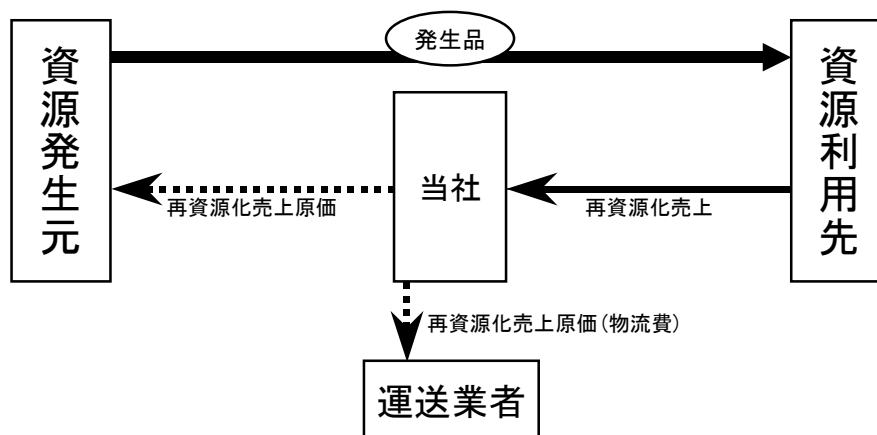 発生品
資源発生元
当社
資源利用先
再資源化売上原価
再資源化売上
再資源化売上原価(物流費)
運送業者